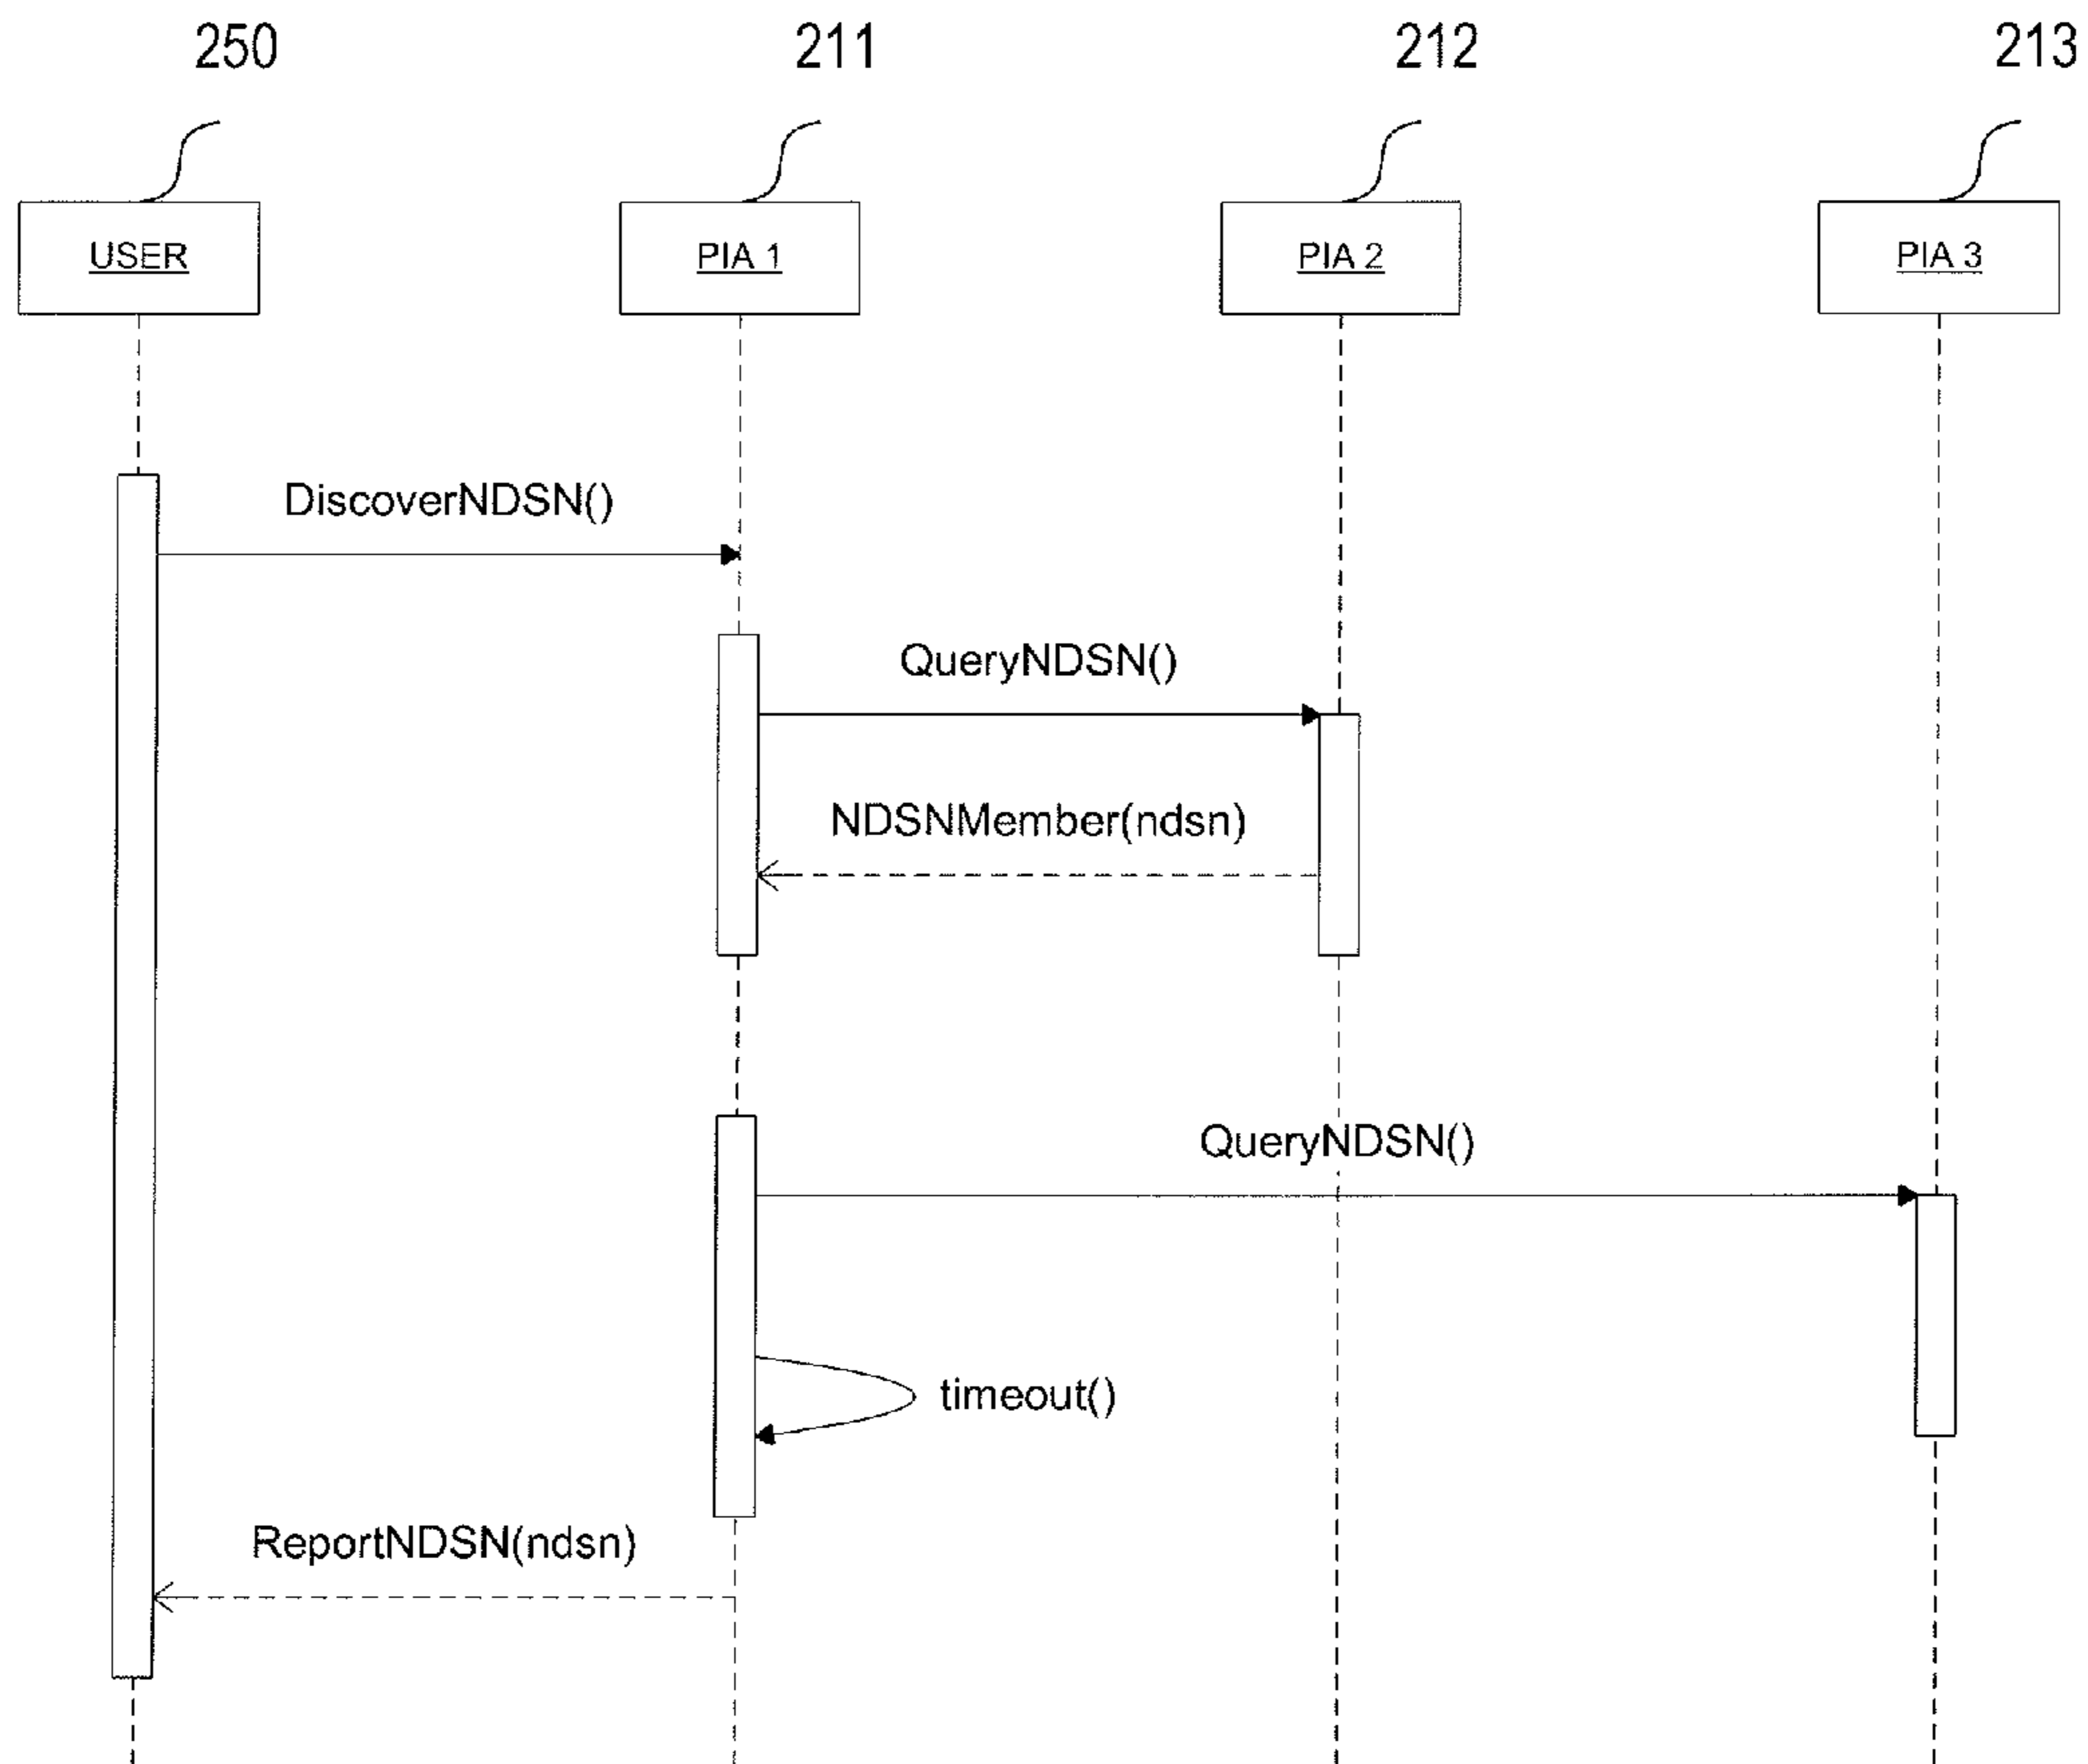 250 211 212 213
USER PIA 1 PIA 2 PIA 3
DiscoverNDSN()
QueryNDSN()
NDSNMember(ndsn)
QueryNDSN()
timeout()
ReportNDSN(ndsn)